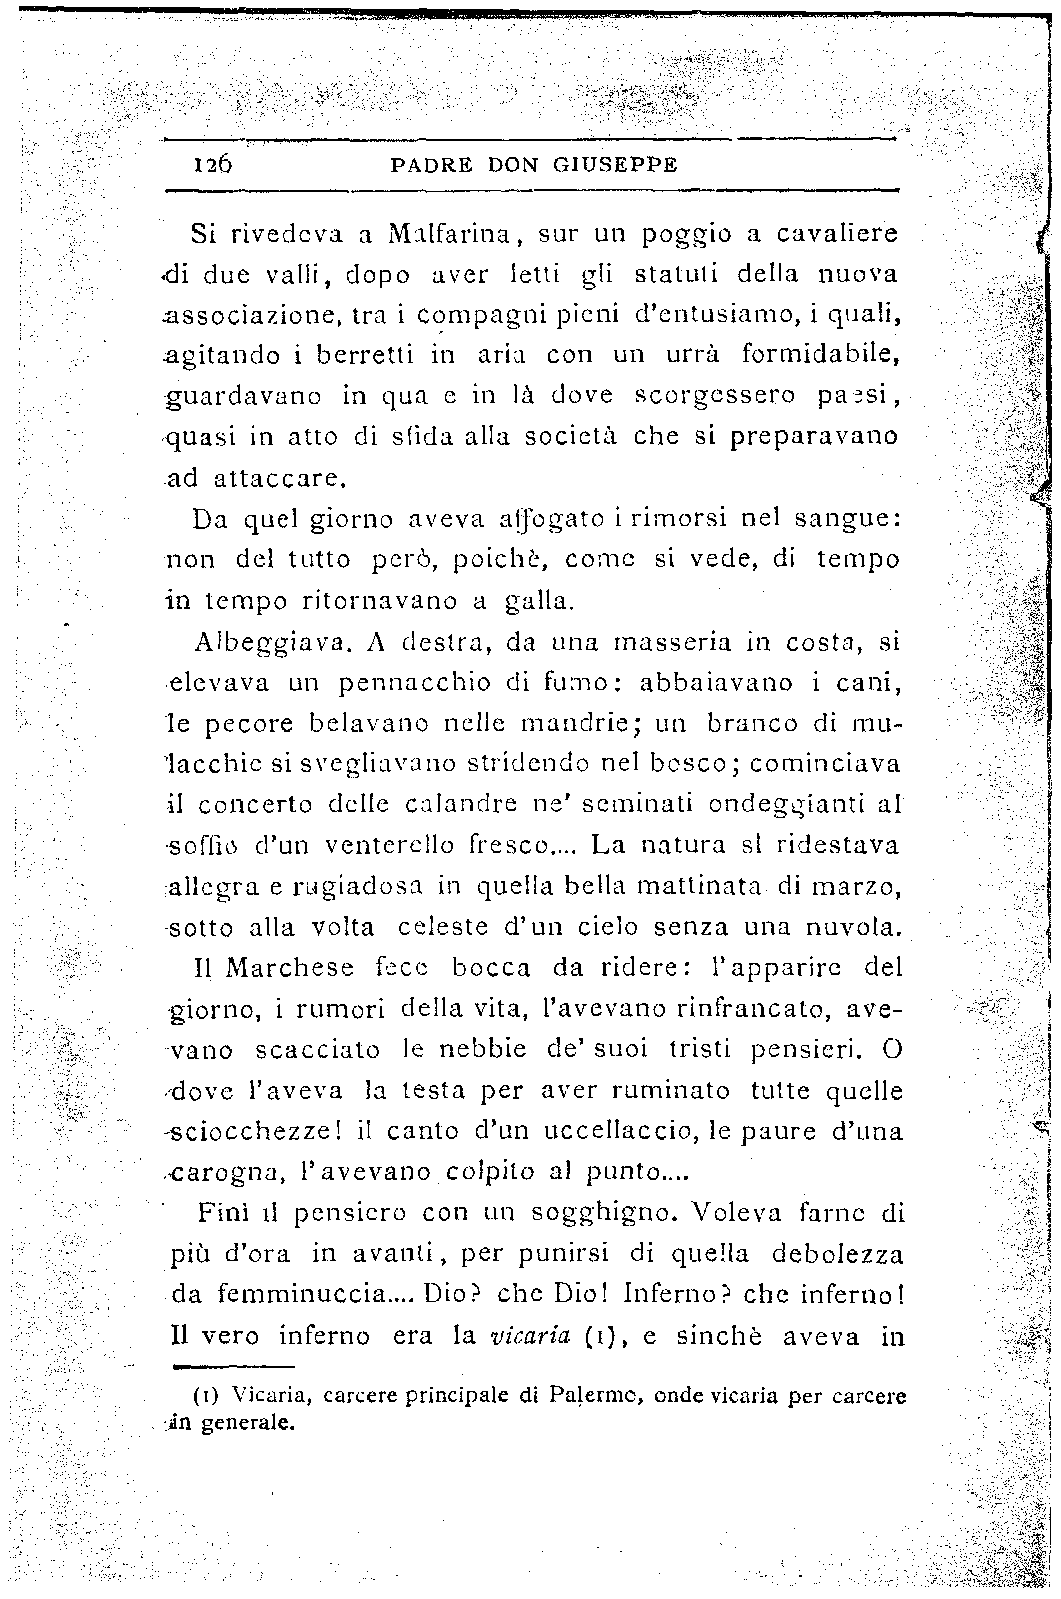 126 PADRE DON GIUSEPPE
Si rivedeva a Malfarina, sur un poggio a cavaliere
di due valli, dopo aver letti gli statuti della nuova
associazione, tra i compagni pieni d'entusiamo, i quali,
agitando i berretti in aria con un urrà formidabile,
guardavano in qua e in là dove scorgessero paesi,
quasi in atto di sfida alla società che si preparavano
ad attaccare.
Da quel giorno aveva affogato i rimorsi nel sangue:
non del tutto però, poichè, come si vede, di tempo
in tempo ritornavano a galla.
Albeggiava. A destra, da una masseria in costa, si
elevava un pennacchio di fumo: abbaiavano i cani,
le pecore belavano nelle mandrie; un branco di mu-
lacchie si svegliavano stridendo nel bosco; cominciava
il concerto delle calandre ne' seminati ondeggianti al
soffio d'un venterello fresco.... La natura si ridestava
allegra e rugiadosa in quella bella mattinata di marzo,
sotto alla volta celeste d'un cielo senza una nuvola.
Il Marchese fece bocca da ridere: l'apparire del
giorno, i rumori della vita, l'avevano rinfrancato, ave-
vano scacciato le nebbie de' suoi tristi pensieri. O
dove l'aveva la testa per aver ruminato tutte quelle
sciocchezze! il canto d'un uccellaccio, le paure d'una
carogna, l'avevano colpito al punto....
Finì il pensiero con un sogghigno. Voleva farne di
più d'ora in avanti, per punirsi di quella debolezza
da femminuccia.... Dio? che Dio! Inferno? che inferno!
Il vero inferno era la vicaria (1), e sinchè aveva in
(1) Vicaria, carcere principale di Palermo, onde vicaria per carcere
in generale.